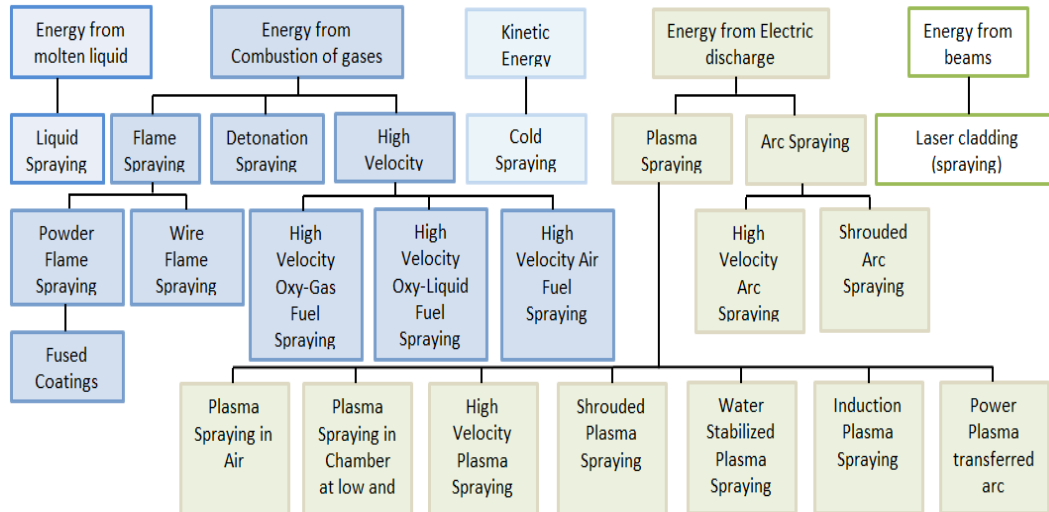 Energy from
molten liquid
Energy from
Combustion of gases
Kinetic
Energy
Energy from Electric
discharge
Energy from
beams
Liquid
Spraying
Flame
Spraying
Detonation
Spraying
High
Velocity
Cold
Spraying
Plasma
Spraying
Arc Spraying
Laser cladding
(spraying)
Powder
Flame
Spraying
Wire
Flame
Spraying
High
Velocity
Oxy-Gas
Fuel
Spraying
High
Velocity
Oxy-Liquid
Fuel
Spraying
High
Velocity Air
Fuel
Spraying
High
Velocity
Arc
Spraying
Shrouded
Arc
Spraying
Fused
Coatings
Plasma
Spraying in
Air
Plasma
Spraying in
Chamber
at low and
High
Velocity
Plasma
Spraying
Shrouded
Plasma
Spraying
Water
Stabilized
Plasma
Spraying
Induction
Plasma
Spraying
Power
Plasma
transferred
arc